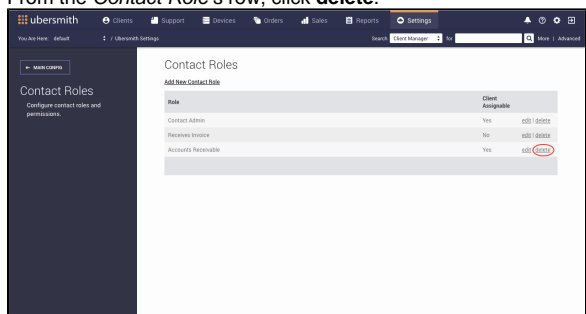 From the Contact Role's row, click delete.
ubersmith Clients Support Devices Orders Sales Reports Settings
You Are Here: default / Ubersmith Settings Search Client Manager for More | Advanced
← MAIN CONFIG
Contact Roles
Configure contact roles and
permissions.
Contact Roles
Add New Contact Role
Role Client
Assignable
Contact Admin Yes edit | delete
Receives Invoice No edit | delete
Accounts Receivable Yes edit | delete